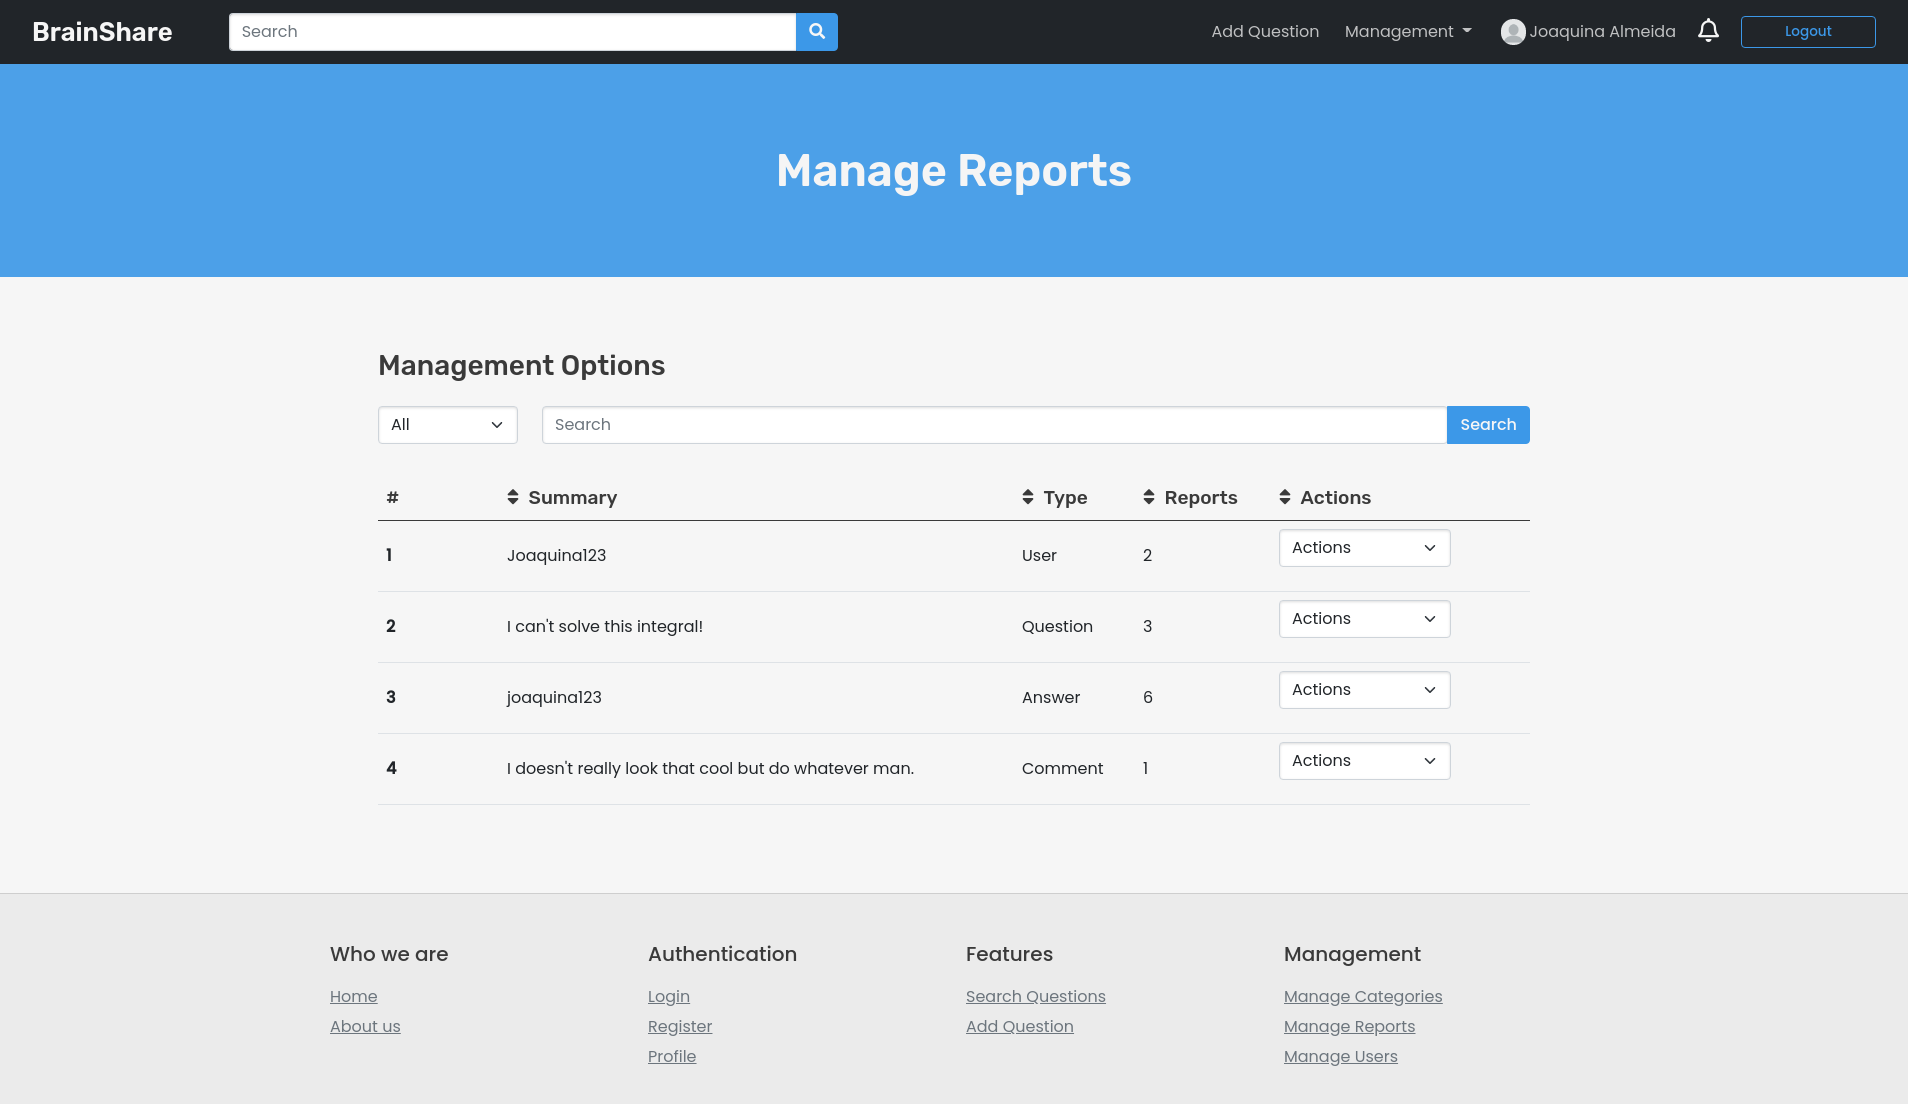 BrainShare Search Add Question Management Joaquina Almeida Logout
Manage Reports
Management Options
All Search Search
# Summary Type Reports Actions
1 Joaquina123 User 2 Actions
2 I can't solve this integral! Question 3 Actions
3 joaquina123 Answer 6 Actions
4 I doesn't really look that cool but do whatever man. Comment 1 Actions
Who we are Authentication Features Management
Home Login Search Questions Manage Categories
About us Register Add Question Manage Reports
Profile Manage Users